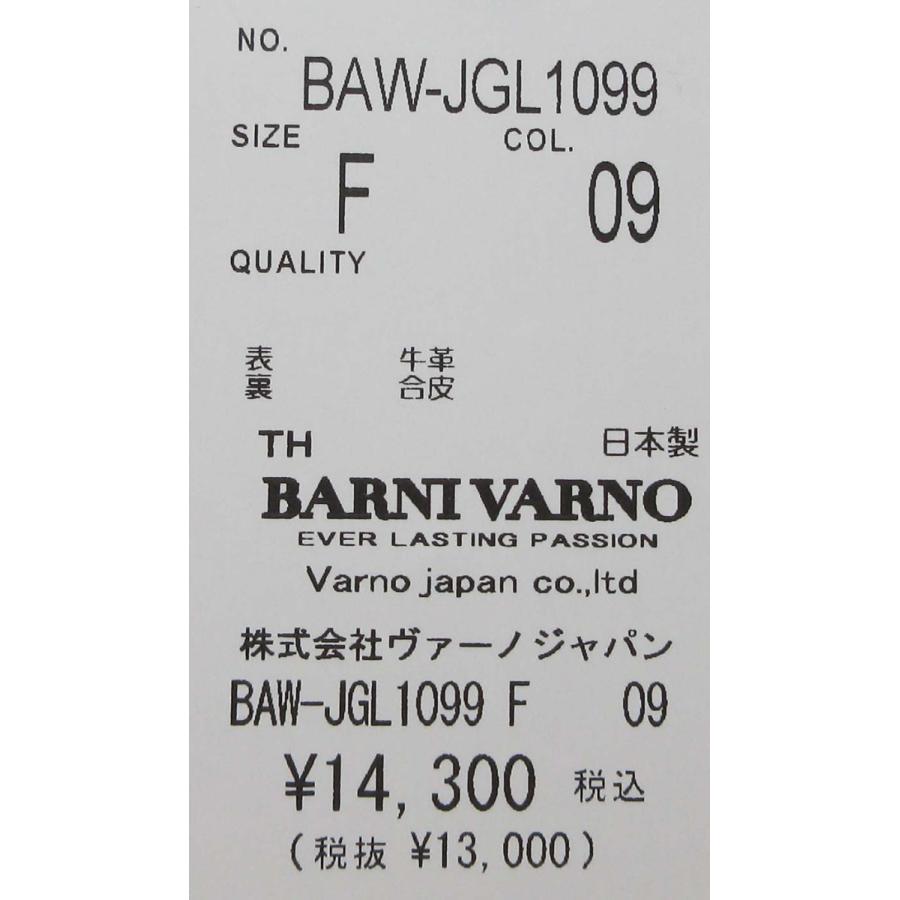 NO.
BAW-JGL1099
SIZE COL.
F 09
QUALITY
表 牛革
裏 合皮
TH 日本製
BARNI VARNO
EVER LASTING PASSION
Varno japan co.,ltd
株式会社ヴァーノジャパン
BAW-JGL1099 F 09
¥14,300 税込
(税抜 ¥13,000)